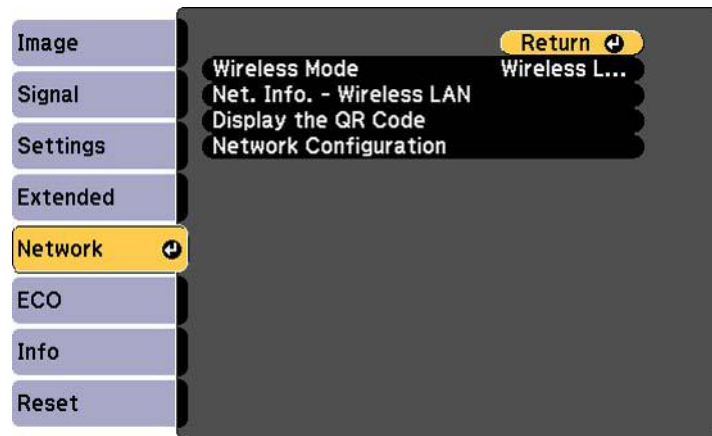 Image
Signal
Settings
Extended
Network
ECO
Info
Reset
Return
Wireless Mode Wireless L...
Net. Info. - Wireless LAN
Display the QR Code
Network Configuration